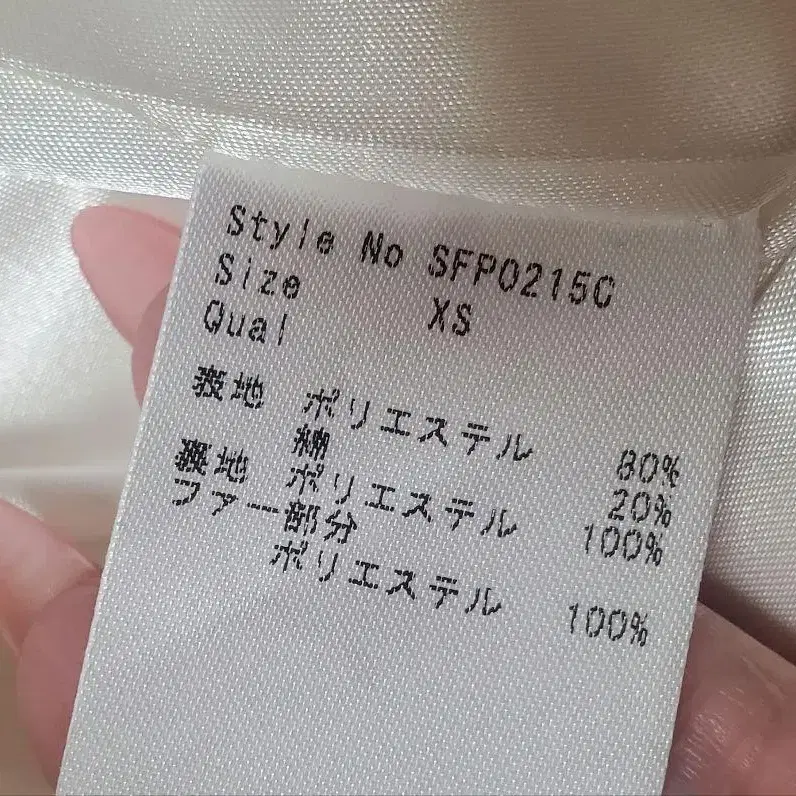 Style No SFP0215C
Size XS
Qual
表地 ポリエステル 80%
綿 20%
裏地 ポリエステル 100%
ファー部分
ポリエステル 100%